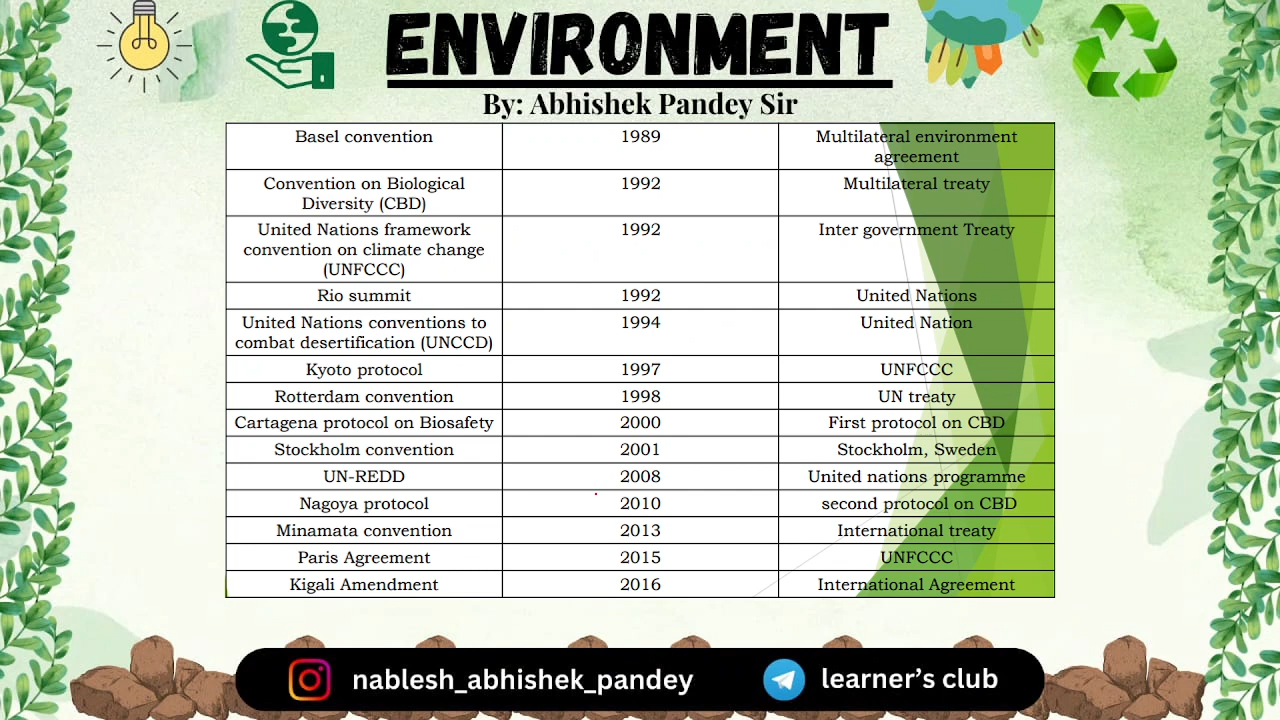 ENVIRONMENT
By: Abhishek Pandey Sir
Basel convention 1989 Multilateral environment
agreement
Convention on Biological 1992 Multilateral treaty
Diversity (CBD)
United Nations framework 1992 Inter government Treaty
convention on climate change
(UNFCCC)
Rio summit 1992 United Nations
United Nations conventions to 1994 United Nation
combat desertification (UNCCD)
Kyoto protocol 1997 UNFCCC
Rotterdam convention 1998 UN treaty
Cartagena protocol on Biosafety 2000 First protocol on CBD
Stockholm convention 2001 Stockholm, Sweden
UN-REDD 2008 United nations programme
Nagoya protocol 2010 second protocol on CBD
Minamata convention 2013 International treaty
Paris Agreement 2015 UNFCCC
Kigali Amendment 2016 International Agreement
nablesh_abhishek_pandey learner’s club